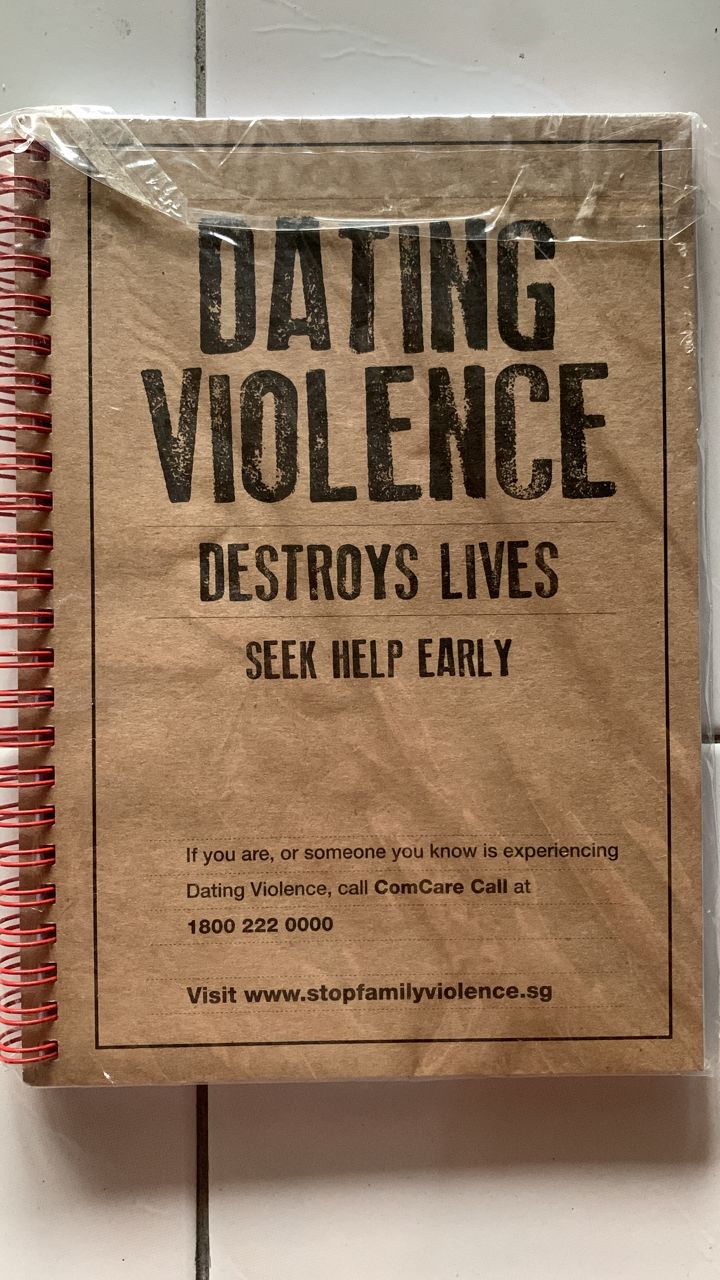 DATING
VIOLENCE
DESTROYS LIVES
SEEK HELP EARLY
If you are, or someone you know is experiencing
Dating Violence, call ComCare Call at
1800 222 0000
Visit www.stopfamilyviolence.sg